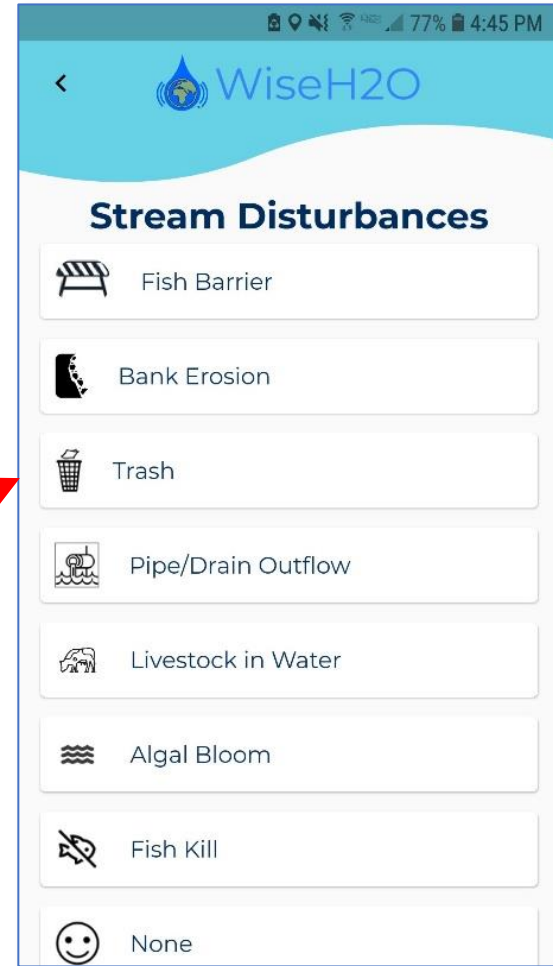 77% 4:45 PM
WiseH2O
Stream Disturbances
Fish Barrier
Bank Erosion
Trash
Pipe/Drain Outflow
Livestock in Water
Algal Bloom
Fish Kill
None